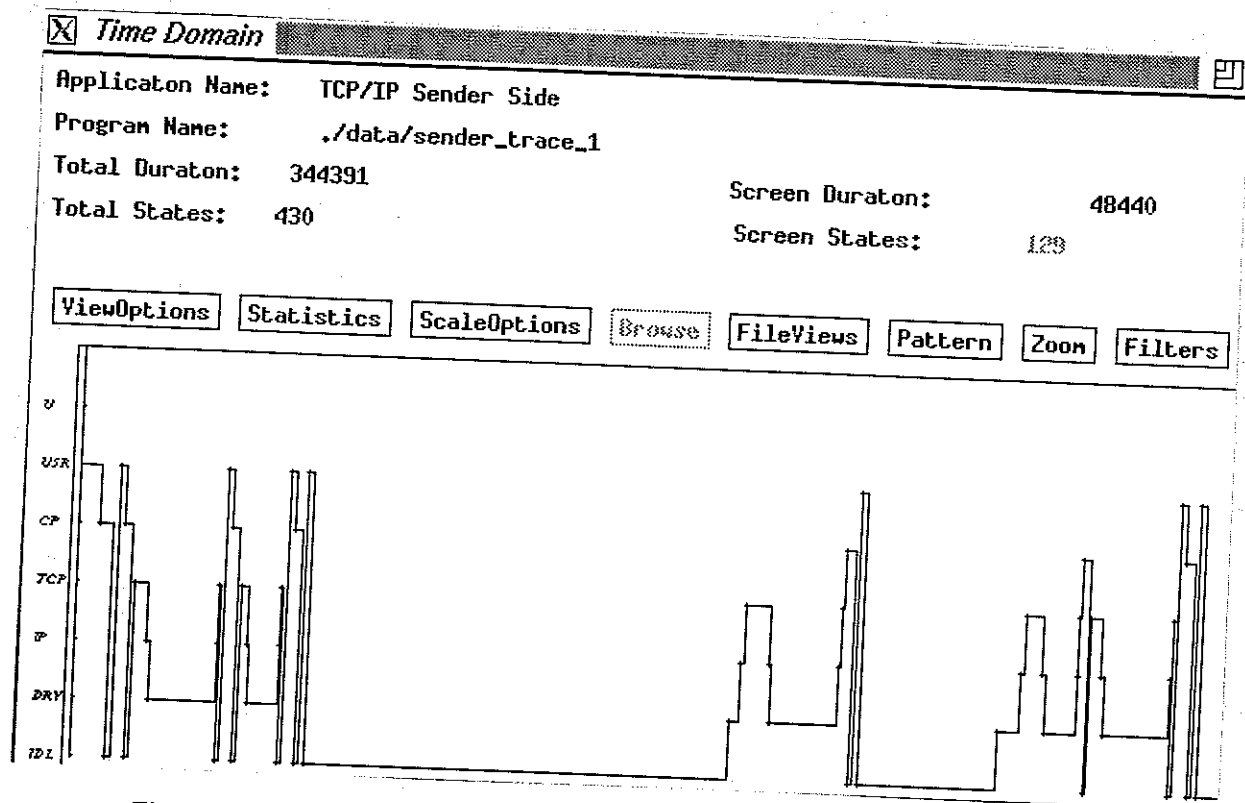 Time Domain
Applicaton Name: TCP/IP Sender Side
Program Name: ./data/sender_trace_1
Total Duraton: 344391
Screen Duraton: 48440
Total States: 430
Screen States: 129
ViewOptions Statistics ScaleOptions Browse FileViews Pattern Zoom Filters
U
USR
CP
TCP
IP
DRV
IDL